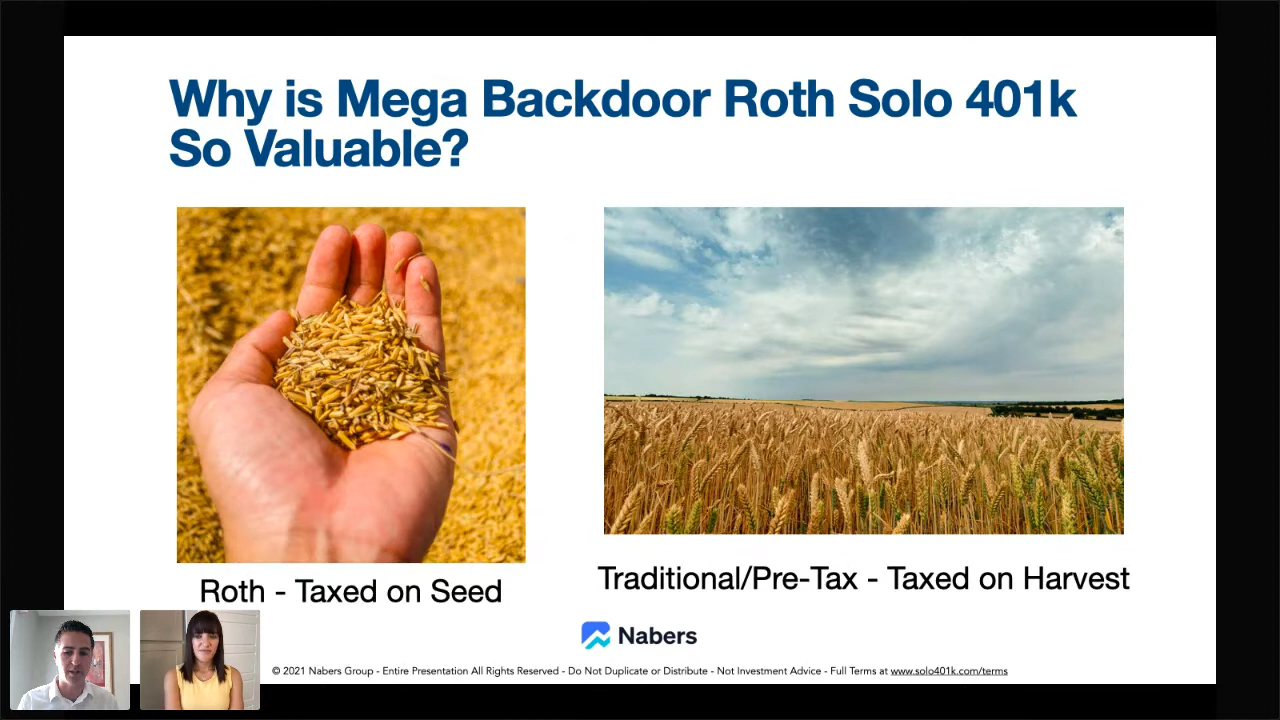 Why is Mega Backdoor Roth Solo 401k
So Valuable?
Roth - Taxed on Seed
Traditional/Pre-Tax - Taxed on Harvest
Nabers
© 2021 Nabers Group - Entire Presentation All Rights Reserved - Do Not Duplicate or Distribute - Not Investment Advice - Full Terms at www.solo401k.com/terms